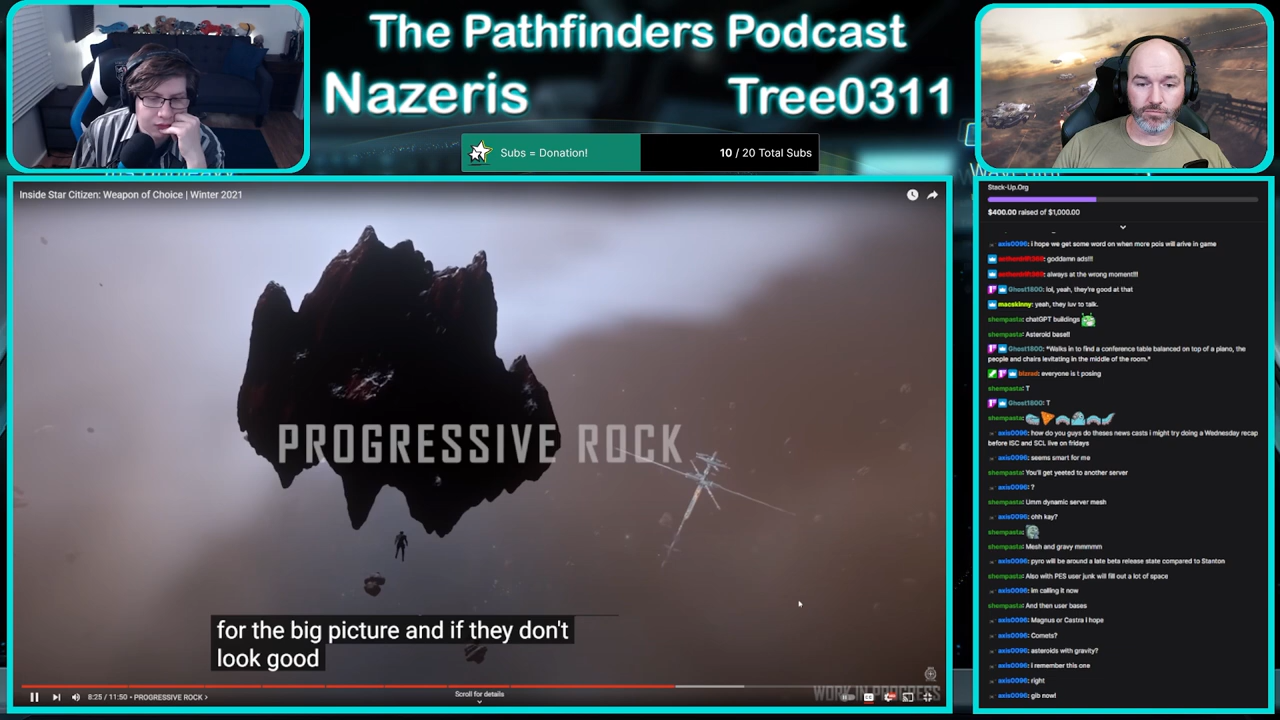 The Pathfinders Podcast
Nazeris
Tree0311
Subs = Donation!
10 / 20 Total Subs
Inside Star Citizen: Weapon of Choice | Winter 2021
PROGRESSIVE ROCK
for the big picture and if they don't
look good
8:25 / 11:50 • PROGRESSIVE ROCK >
Scroll for details
WORK IN PROGRESS
Stack-Up.Org
$400.00 raised of $1,000.00
axis0096: i hope we get some word on when more pois will arive in game
goddamn ads!!!
always at the wrong moment!!!
Ghost1800: lol, yeah, they're good at that
macskinny: yeah, they luv to talk.
shempasta: chatGPT buildings
shempasta: Asteroid base!!
Ghost1800: *Walks in to find a conference table balanced on top of a piano, the
people and chairs levitating in the middle of the room.*
everyone is t posing
shempasta: T
Ghost1800: T
shempasta:
axis0096: how do you guys do theses news casts i might try doing a Wednesday recap
before ISC and SCL live on fridays
axis0096: seems smart for me
shempasta: You'll get yeeted to another server
axis0096: ?
shempasta: Umm dynamic server mesh
axis0096: ohh kay?
shempasta:
shempasta: Mesh and gravy mmmmm
axis0096: pyro will be around a late beta release state compared to Stanton
shempasta: Also with PES user junk will fill out a lot of space
axis0096: Im calling it now
shempasta: And then user bases
axis0096: Magnus or Castra I hope
axis0096: Comets?
axis0096: asteroids with gravity?
axis0096: i remember this one
axis0096: right
axis0096: gib now!